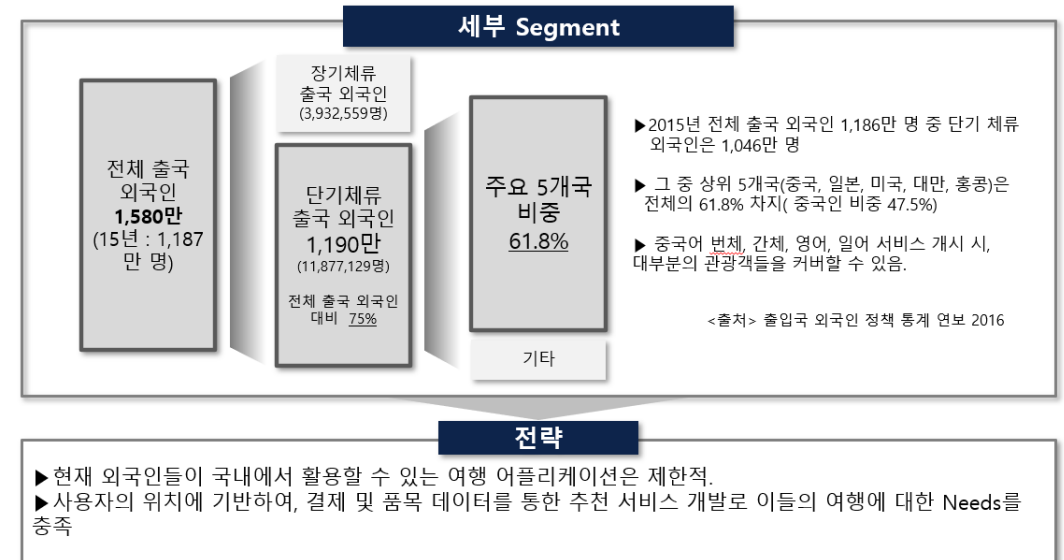 세부 Segment
전체 출국
외국인
1,580만
(15년 : 1,187
만 명)
장기체류
출국 외국인
(3,932,559명)
단기체류
출국 외국인
1,190만
(11,877,129명)
전체 출국 외국인
대비 75%
주요 5개국
비중
61.8%
기타
▶2015년 전체 출국 외국인 1,186만 명 중 단기 체류
외국인은 1,046만 명
▶ 그 중 상위 5개국(중국, 일본, 미국, 대만, 홍콩)은
전체의 61.8% 차지( 중국인 비중 47.5%)
▶ 중국어 번체, 간체, 영어, 일어 서비스 개시 시,
대부분의 관광객들을 커버할 수 있음.
<출처> 출입국 외국인 정책 통계 연보 2016
전략
▶현재 외국인들이 국내에서 활용할 수 있는 여행 어플리케이션은 제한적.
▶사용자의 위치에 기반하여, 결제 및 품목 데이터를 통한 추천 서비스 개발로 이들의 여행에 대한 Needs를
충족